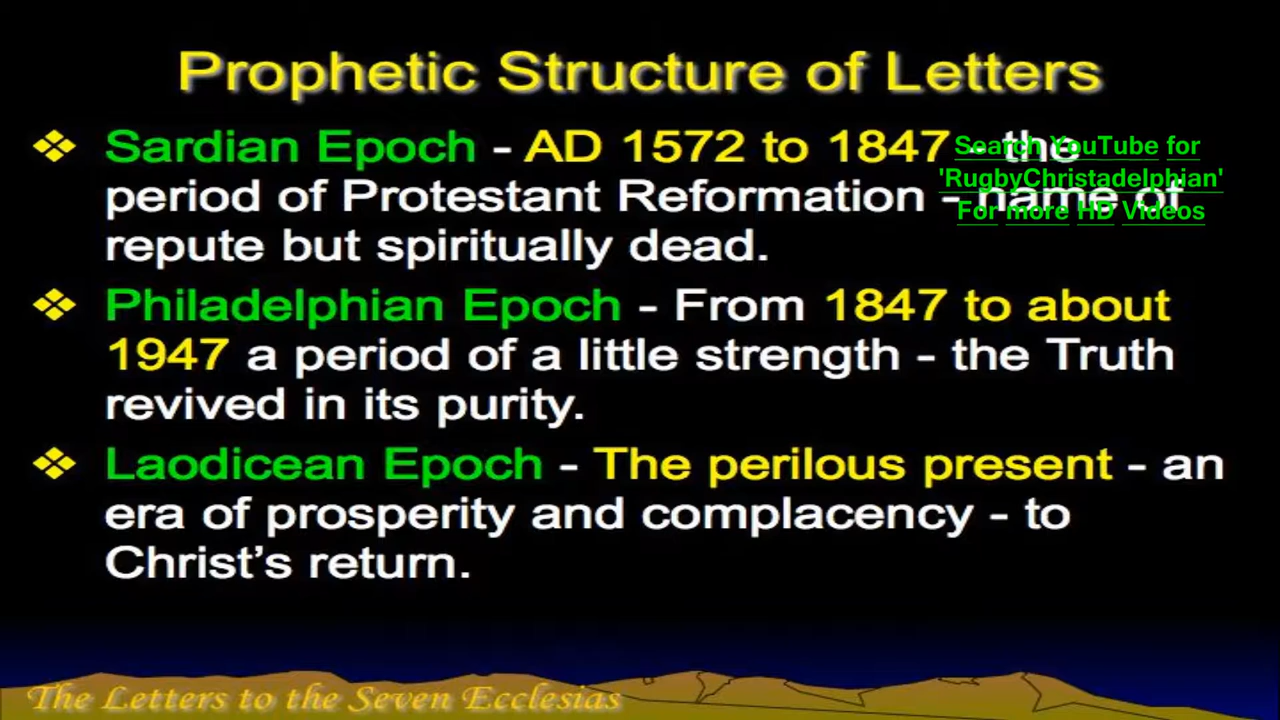 Prophetic Structure of Letters
❖ Sardian Epoch - AD 1572 to 1847 - the
period of Protestant Reformation - name of
repute but spiritually dead.
Search YouTube for
'RugbyChristadelphian'
For more HD Videos
❖ Philadelphian Epoch - From 1847 to about
1947 a period of a little strength - the Truth
revived in its purity.
❖ Laodicean Epoch - The perilous present - an
era of prosperity and complacency - to
Christ's return.
The Letters to the Seven Ecclesias